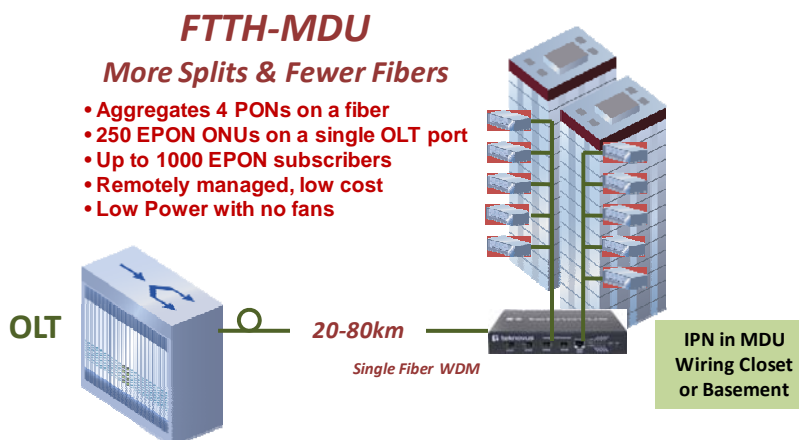 FTTH-MDU
More Splits & Fewer Fibers
• Aggregates 4 PONs on a fiber
• 250 EPON ONUs on a single OLT port
• Up to 1000 EPON subscribers
• Remotely managed, low cost
• Low Power with no fans
OLT
20-80km
Single Fiber WDM
teknovus
IPN in MDU
Wiring Closet
or Basement